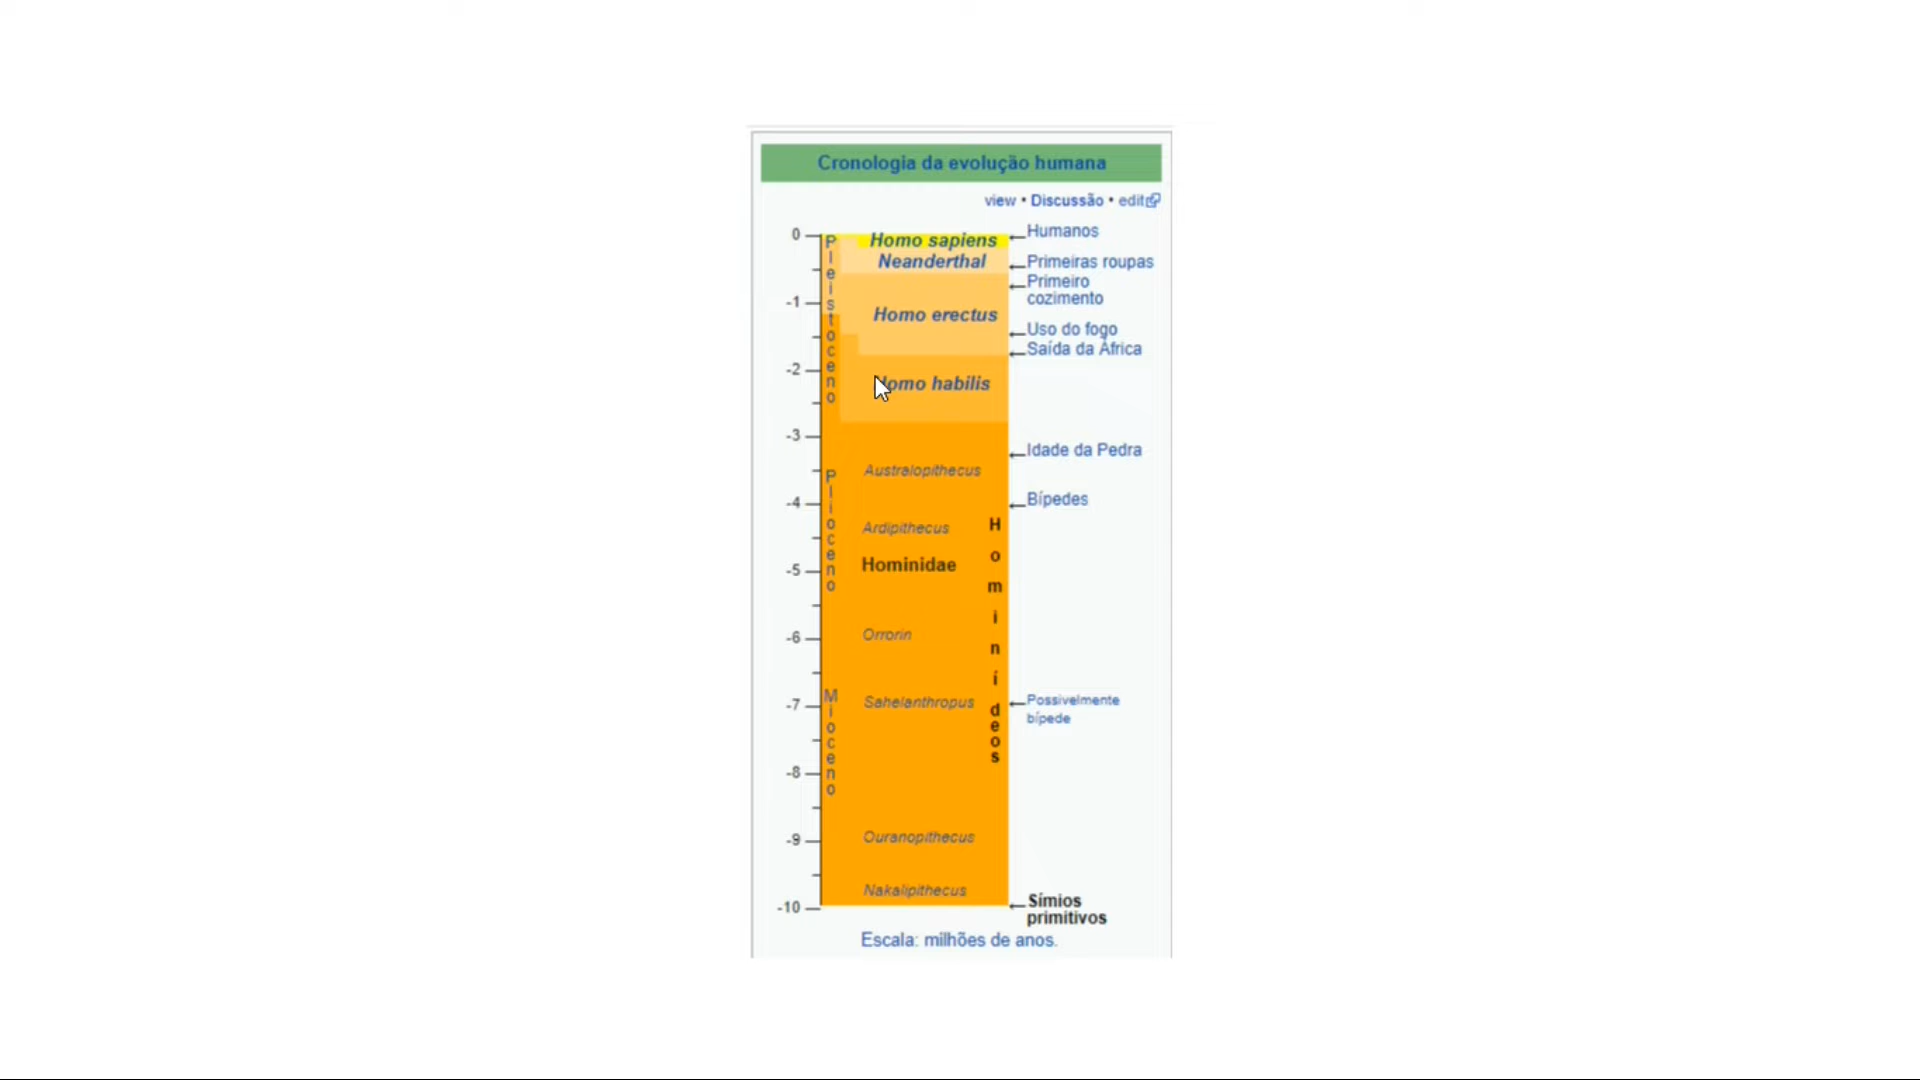 Cronologia da evolução humana
view • Discussão • edit
0
Homo sapiens
Humanos
Neanderthal
Primeiras roupas
Primeiro
cozimento
-1
Homo erectus
Uso do fogo
Saída da África
-2
Homo habilis
Pleistoceno
-3
Idade da Pedra
Australopithecus
-4
Bípedes
Ardipithecus
Hominidae
-5
Plioceno
Orrorin
-6
Hominídeos
Sahelanthropus
-7
Possivelmente
bípede
Mioceno
-8
Ouranopithecus
-9
Nakalipithecus
-10
Símios
primitivos
Escala: milhões de anos.